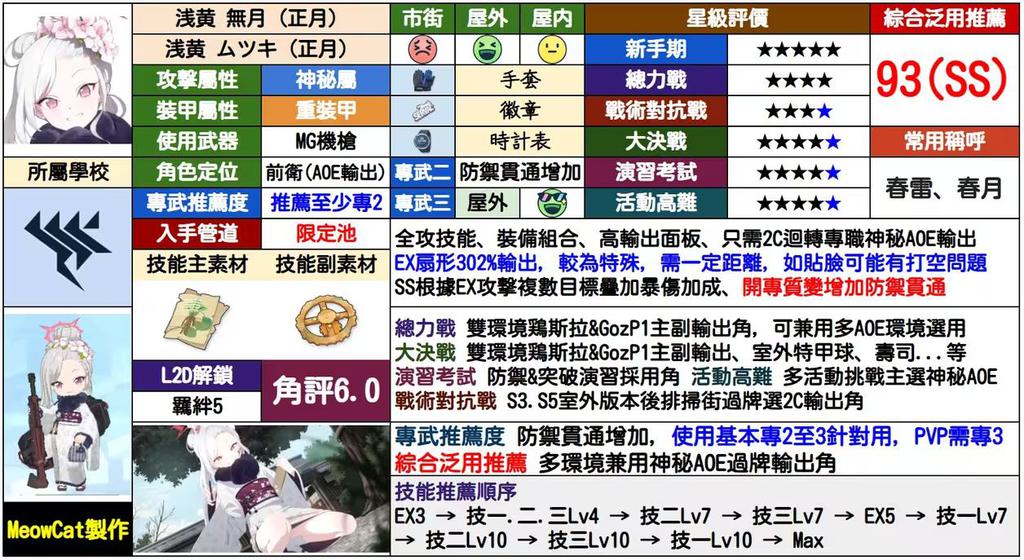 浅黄 無月（正月）
浅黄 ムツキ（正月）
攻擊屬性 神秘屬
裝甲屬性 重裝甲
使用武器 MG機槍
所屬學校
角色定位 前衛(AOE輸出)
專武推薦度 推薦至少專2
入手管道 限定池
技能主素材 技能副素材
L2D解鎖
羈絆5
角評6.0
市街 屋外 屋內
手套
徽章
時計表
專武二 防禦貫通增加
專武三 屋外
星級評價
新手期 ★★★★★
總力戰 ★★★★
戰術對抗戰 ★★★★
大決戰 ★★★★★
演習考試 ★★★★★
活動高難 ★★★★★
綜合泛用推薦
93(SS)
常用稱呼
春雷、春月
全攻技能、裝備組合、高輸出面板、只需2C迴轉專職神秘AOE輸出
EX扇形302%輸出, 較為特殊, 需一定距離, 如貼臉可能有打空問題
SS根據EX攻擊複數目標疊加暴傷加成、開專質變增加防禦貫通
總力戰 雙環境鶏斯拉&GozP1主副輸出角, 可兼用多AOE環境選用
大決戰 雙環境鶏斯拉&GozP1主副輸出、室外特甲球、壽司...等
演習考試 防禦&突破演習採用角 活動高難 多活動挑戰主選神秘AOE
戰術對抗戰 S3.S5室外版本後排掃街過牌選2C輸出角
專武推薦度 防禦貫通增加, 使用基本專2至3針對用, PVP需專3
綜合泛用推薦 多環境兼用神秘AOE過牌輸出角
技能推薦順序
EX3 → 技一.二.三Lv4 → 技二Lv7 → 技三Lv7 → EX5 → 技一Lv7
→ 技二Lv10 → 技三Lv10 → 技一Lv10 → Max
MeowCat製作